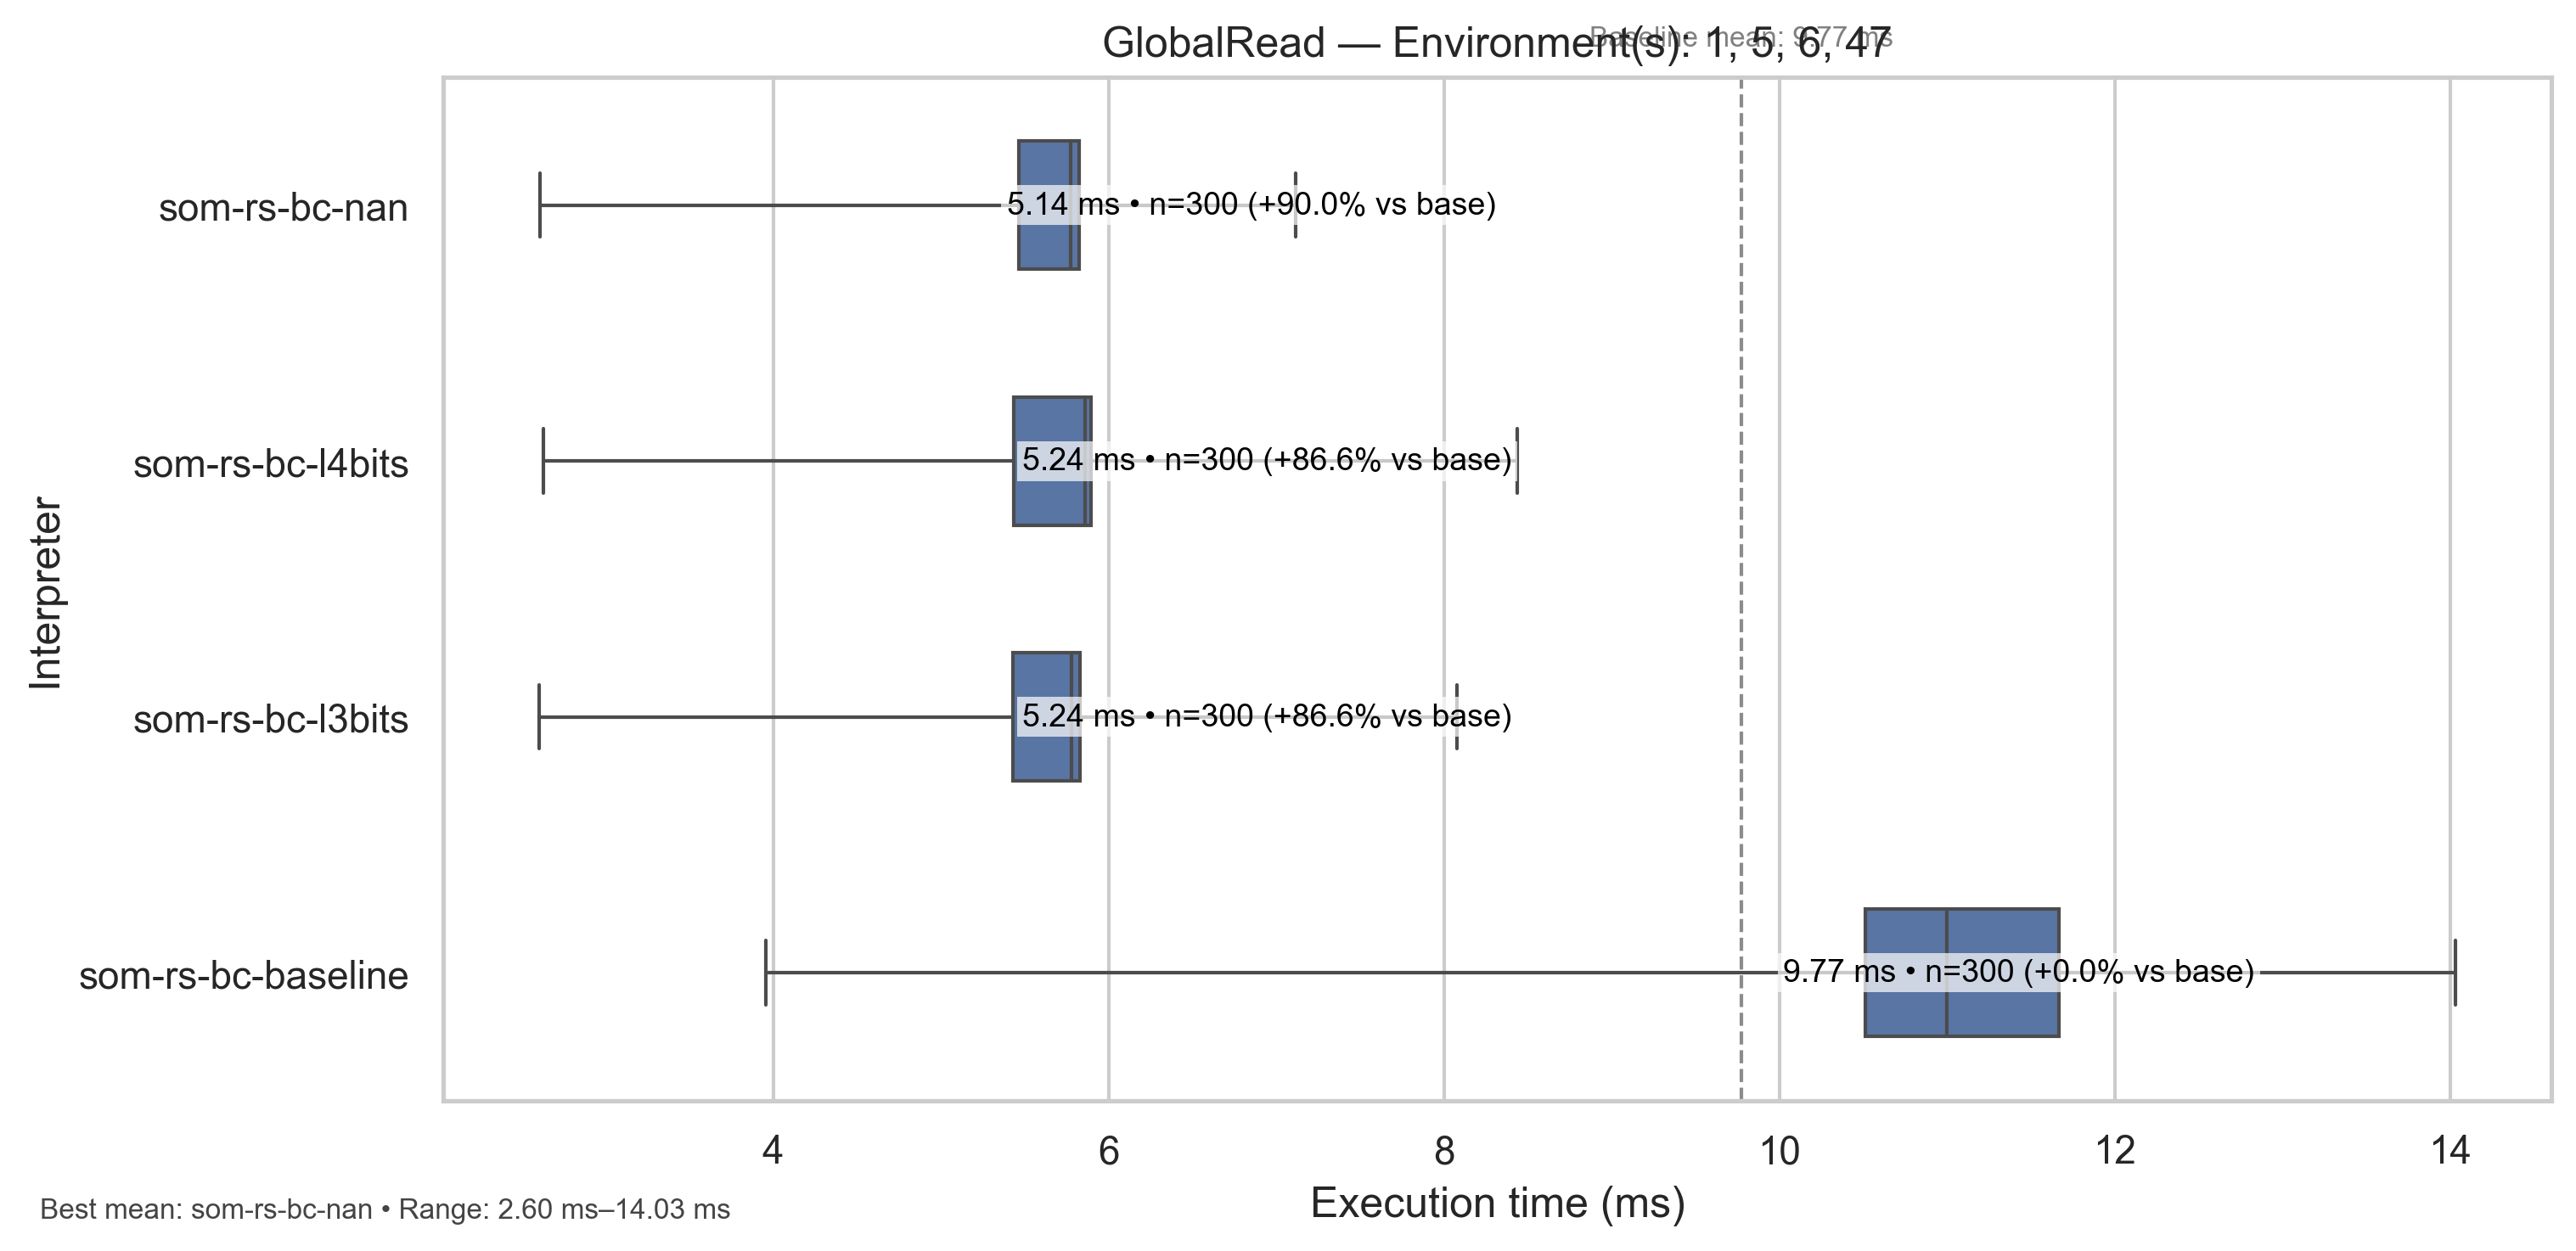 GlobalRead — Environment(s): 1, 5, 6, 47
Baseline mean: 9.77 ms
Interpreter
som-rs-bc-nan
5.14 ms • n=300 (+90.0% vs base)
som-rs-bc-l4bits
5.24 ms • n=300 (+86.6% vs base)
som-rs-bc-l3bits
5.24 ms • n=300 (+86.6% vs base)
som-rs-bc-baseline
9.77 ms • n=300 (+0.0% vs base)
4 6 8 10 12 14
Execution time (ms)
Best mean: som-rs-bc-nan • Range: 2.60 ms–14.03 ms